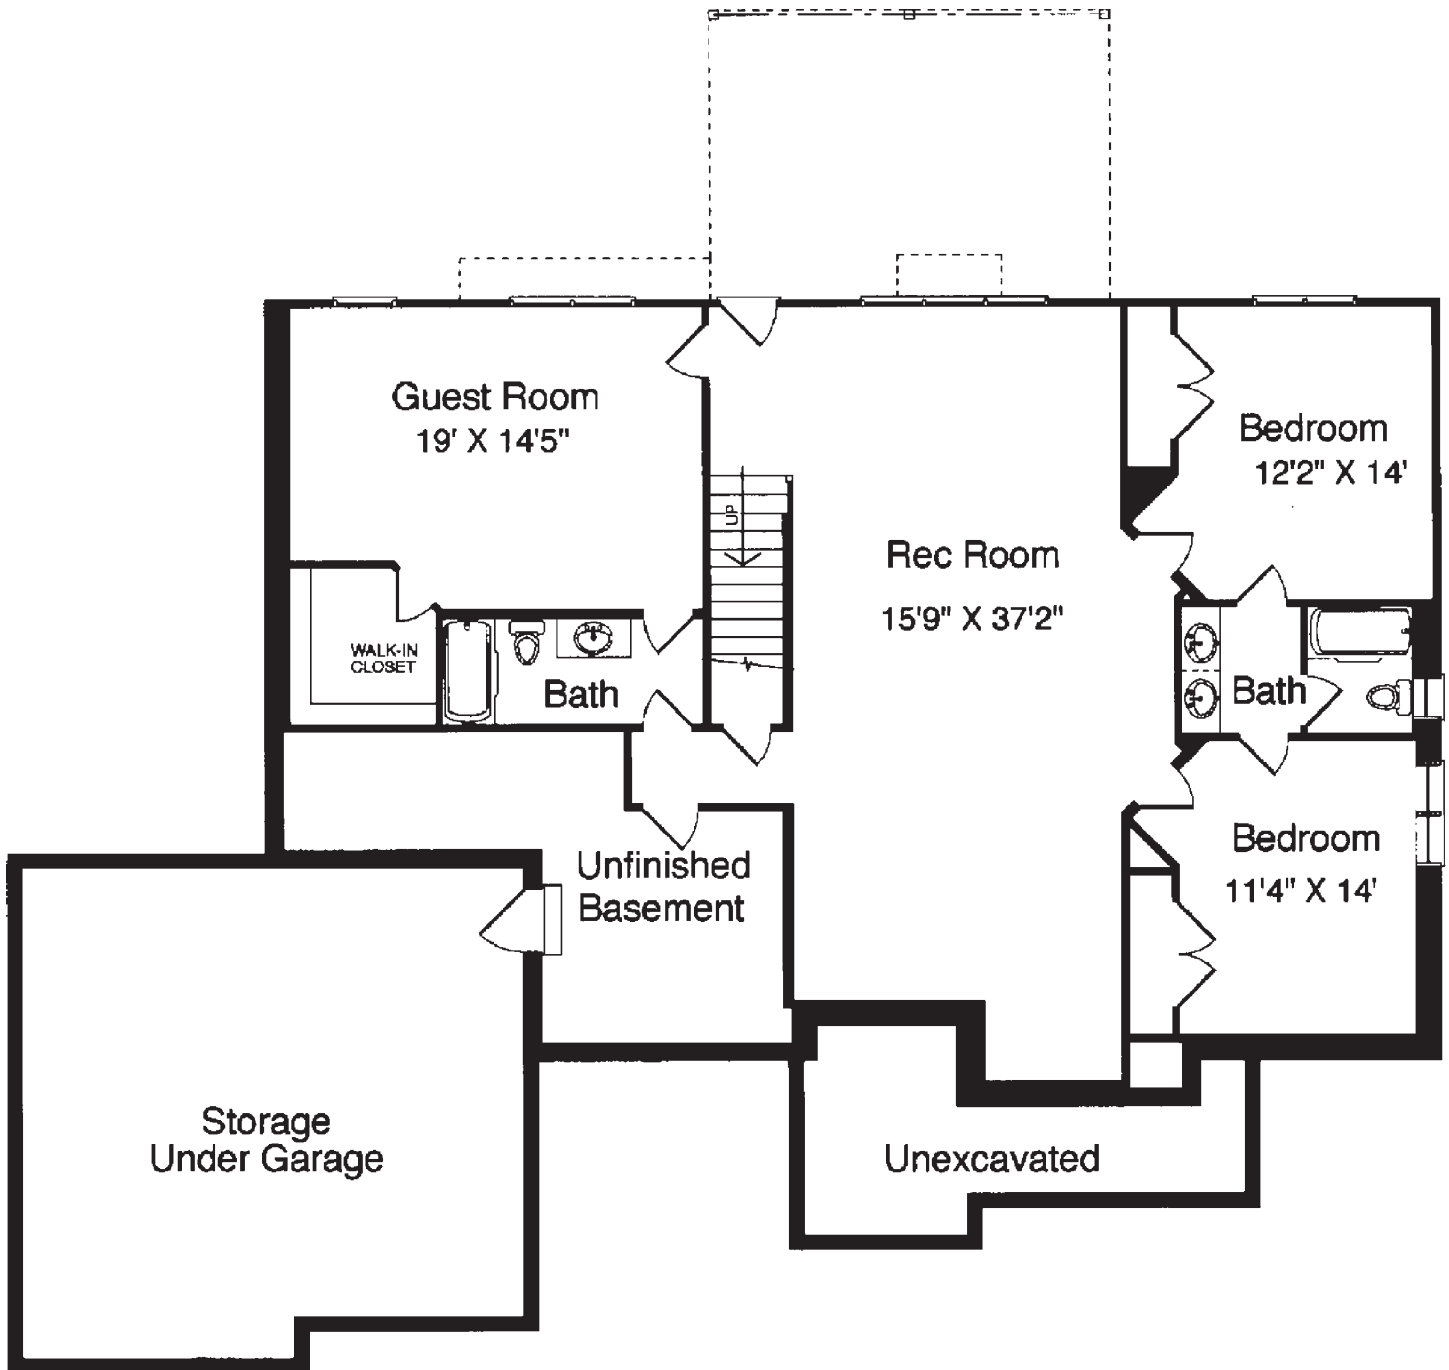 Guest Room
19' X 14'5"
Bedroom
12'2" X 14'
UP
Rec Room
15'9" X 37'2"
WALK-IN
CLOSET
Bath
Bath
Bedroom
11'4" X 14'
Unfinished
Basement
Storage
Under Garage
Unexcavated